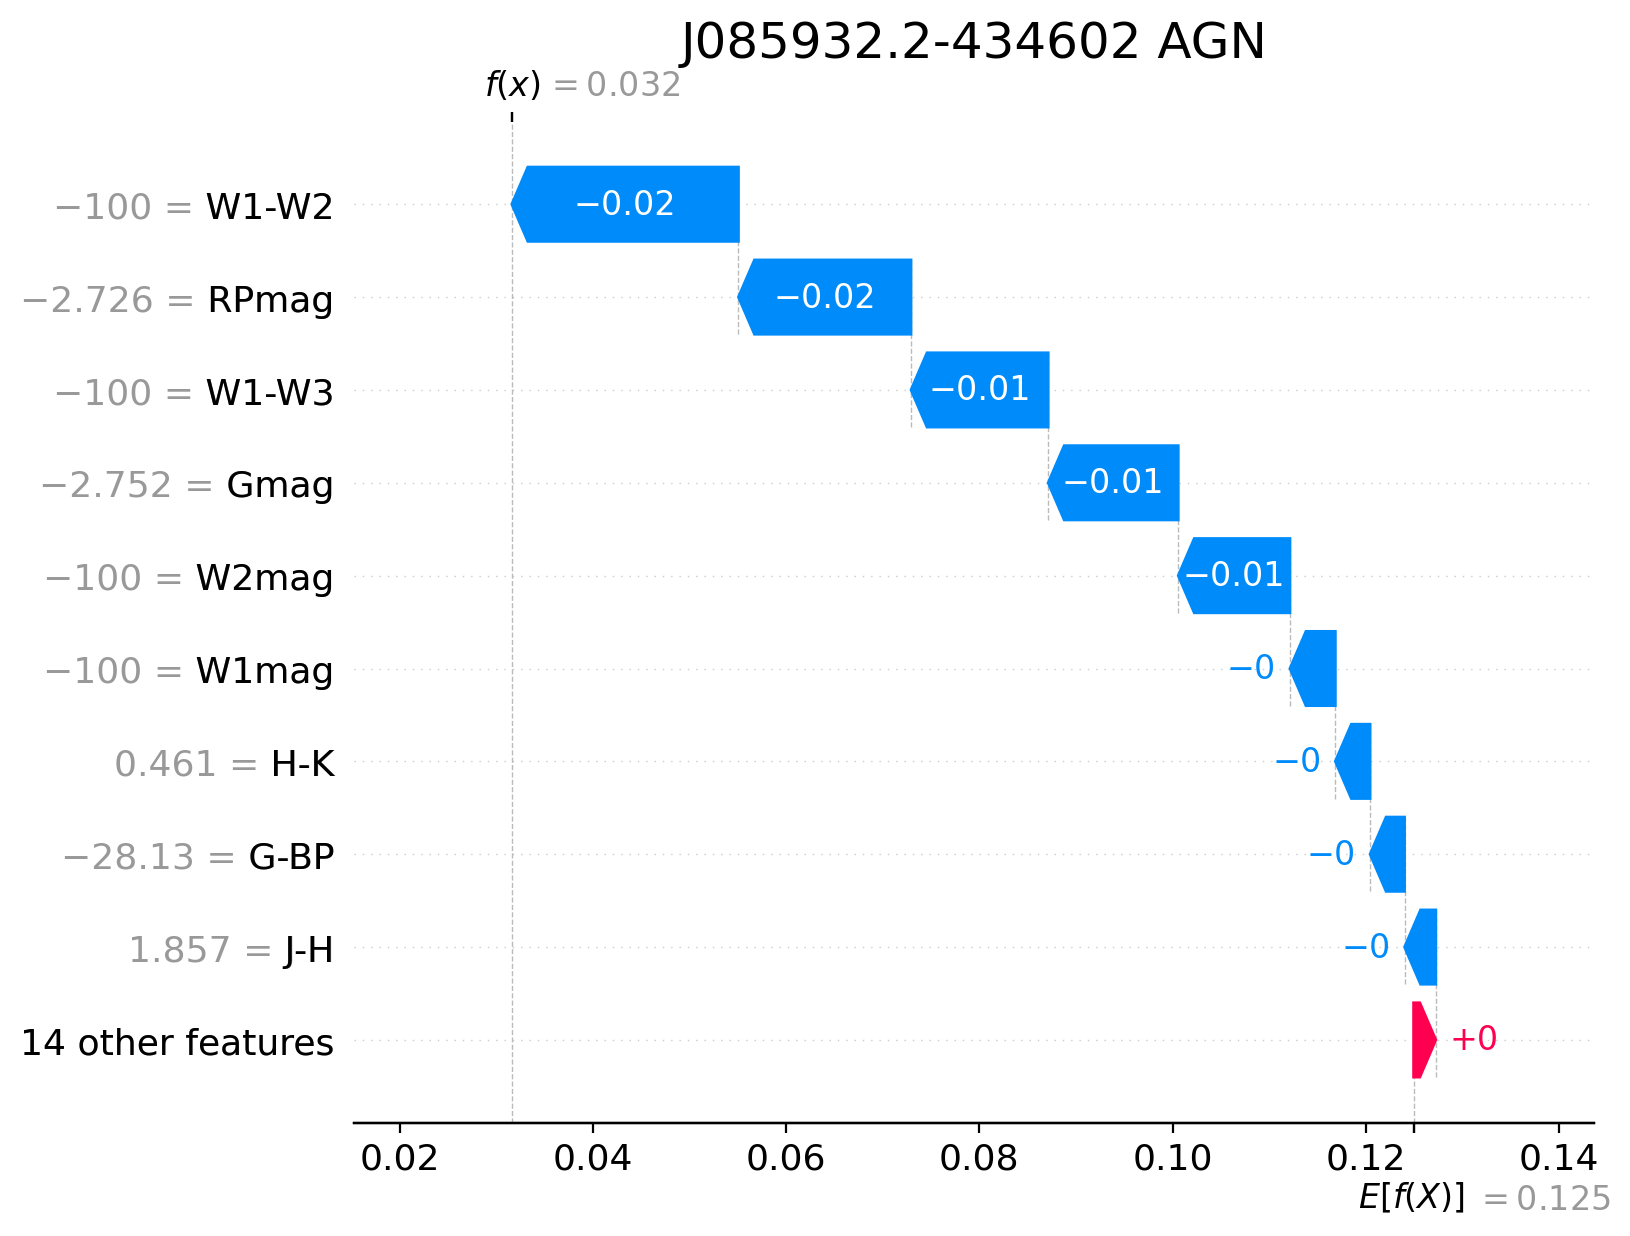 J085932.2-434602 AGN
f(x) = 0.032
−100 = W1-W2
−0.02
−2.726 = RPmag
−0.02
−100 = W1-W3
−0.01
−2.752 = Gmag
−0.01
−100 = W2mag
−0.01
−100 = W1mag
−0
0.461 = H-K
−0
−28.13 = G-BP
−0
1.857 = J-H
−0
14 other features
+0
0.02 0.04 0.06 0.08 0.10 0.12 0.14
E[f(X)] = 0.125